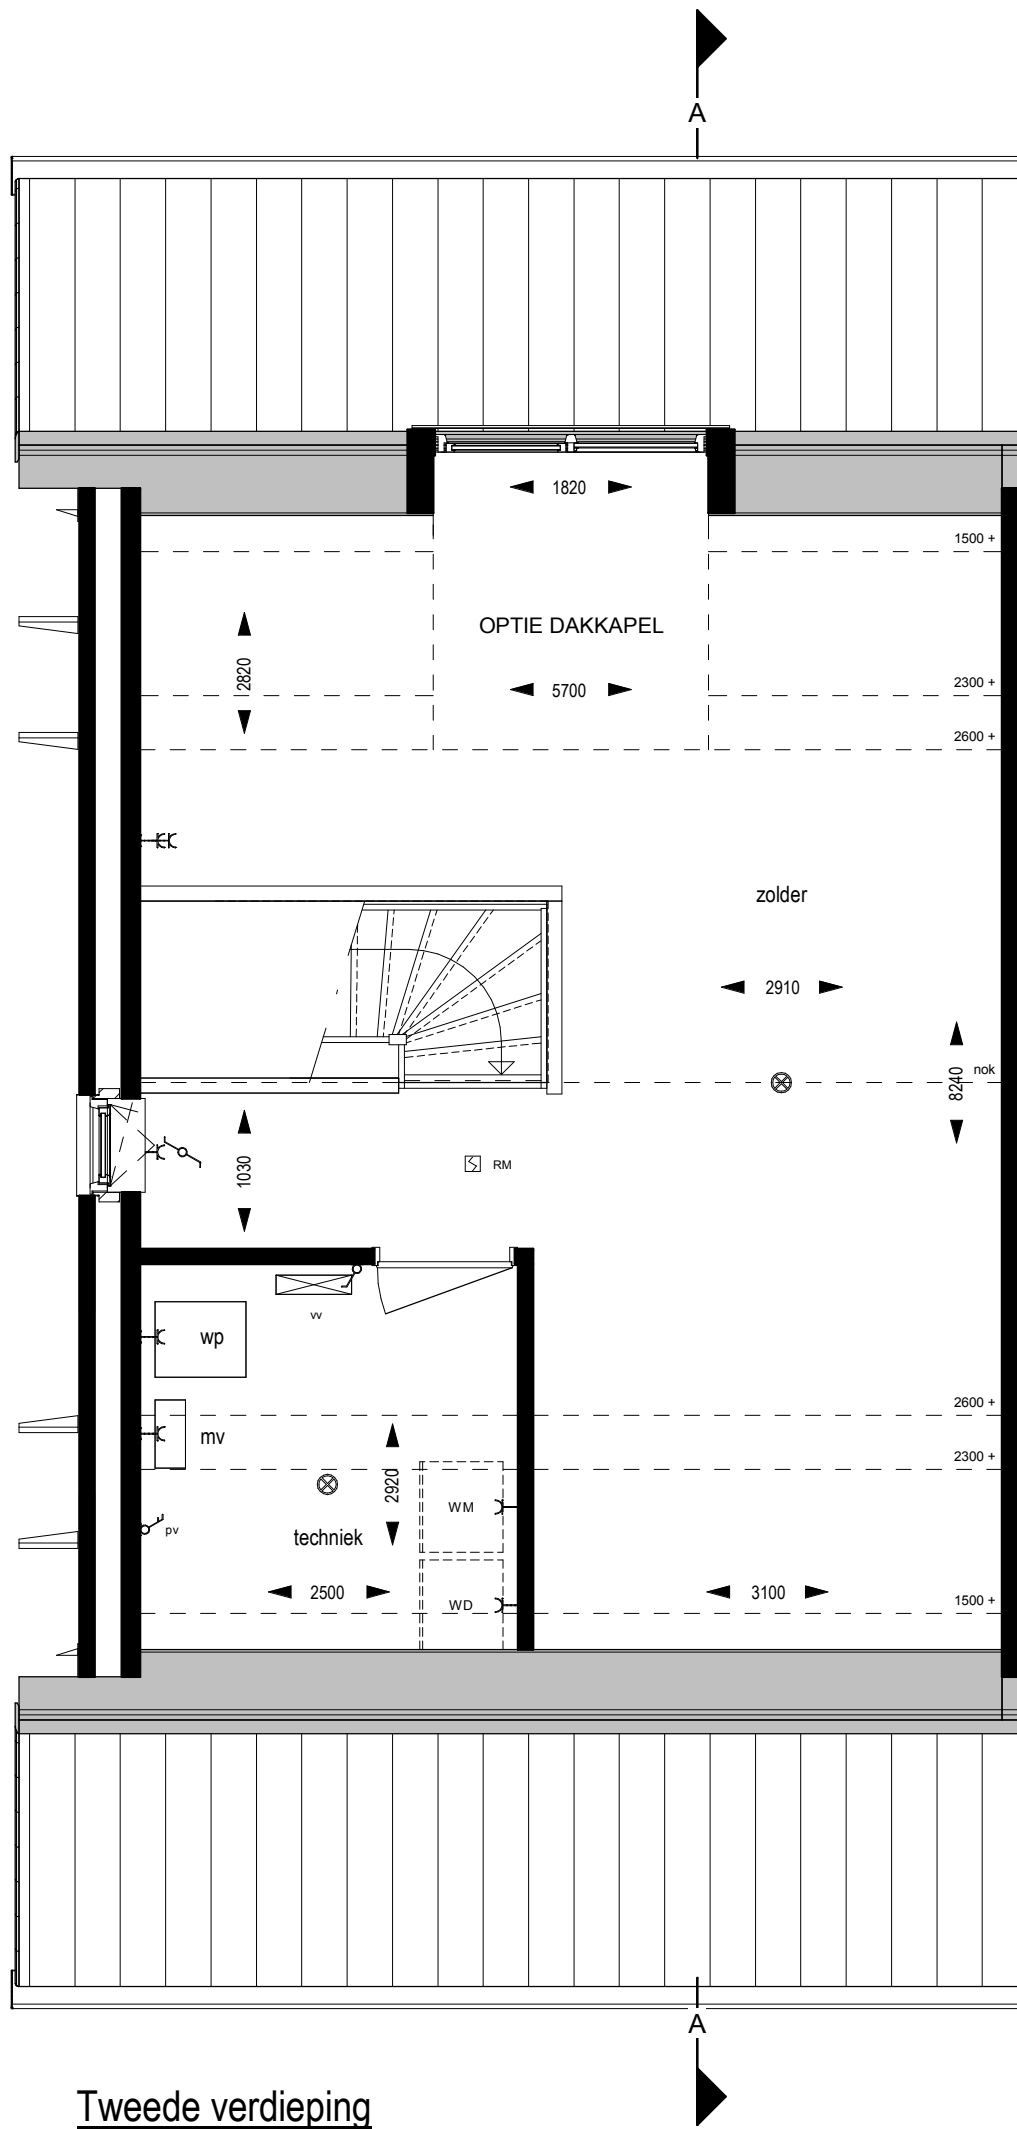 A
1820
1500 +
OPTIE DAKKAPEL
2820
5700
2300 +
2600 +
zolder
2910
8240
nok
1030
RM
vv
wp
2600 +
mv
2300 +
2920
WM
pv
techniek
2500
WD
3100
1500 +
A
Tweede verdieping